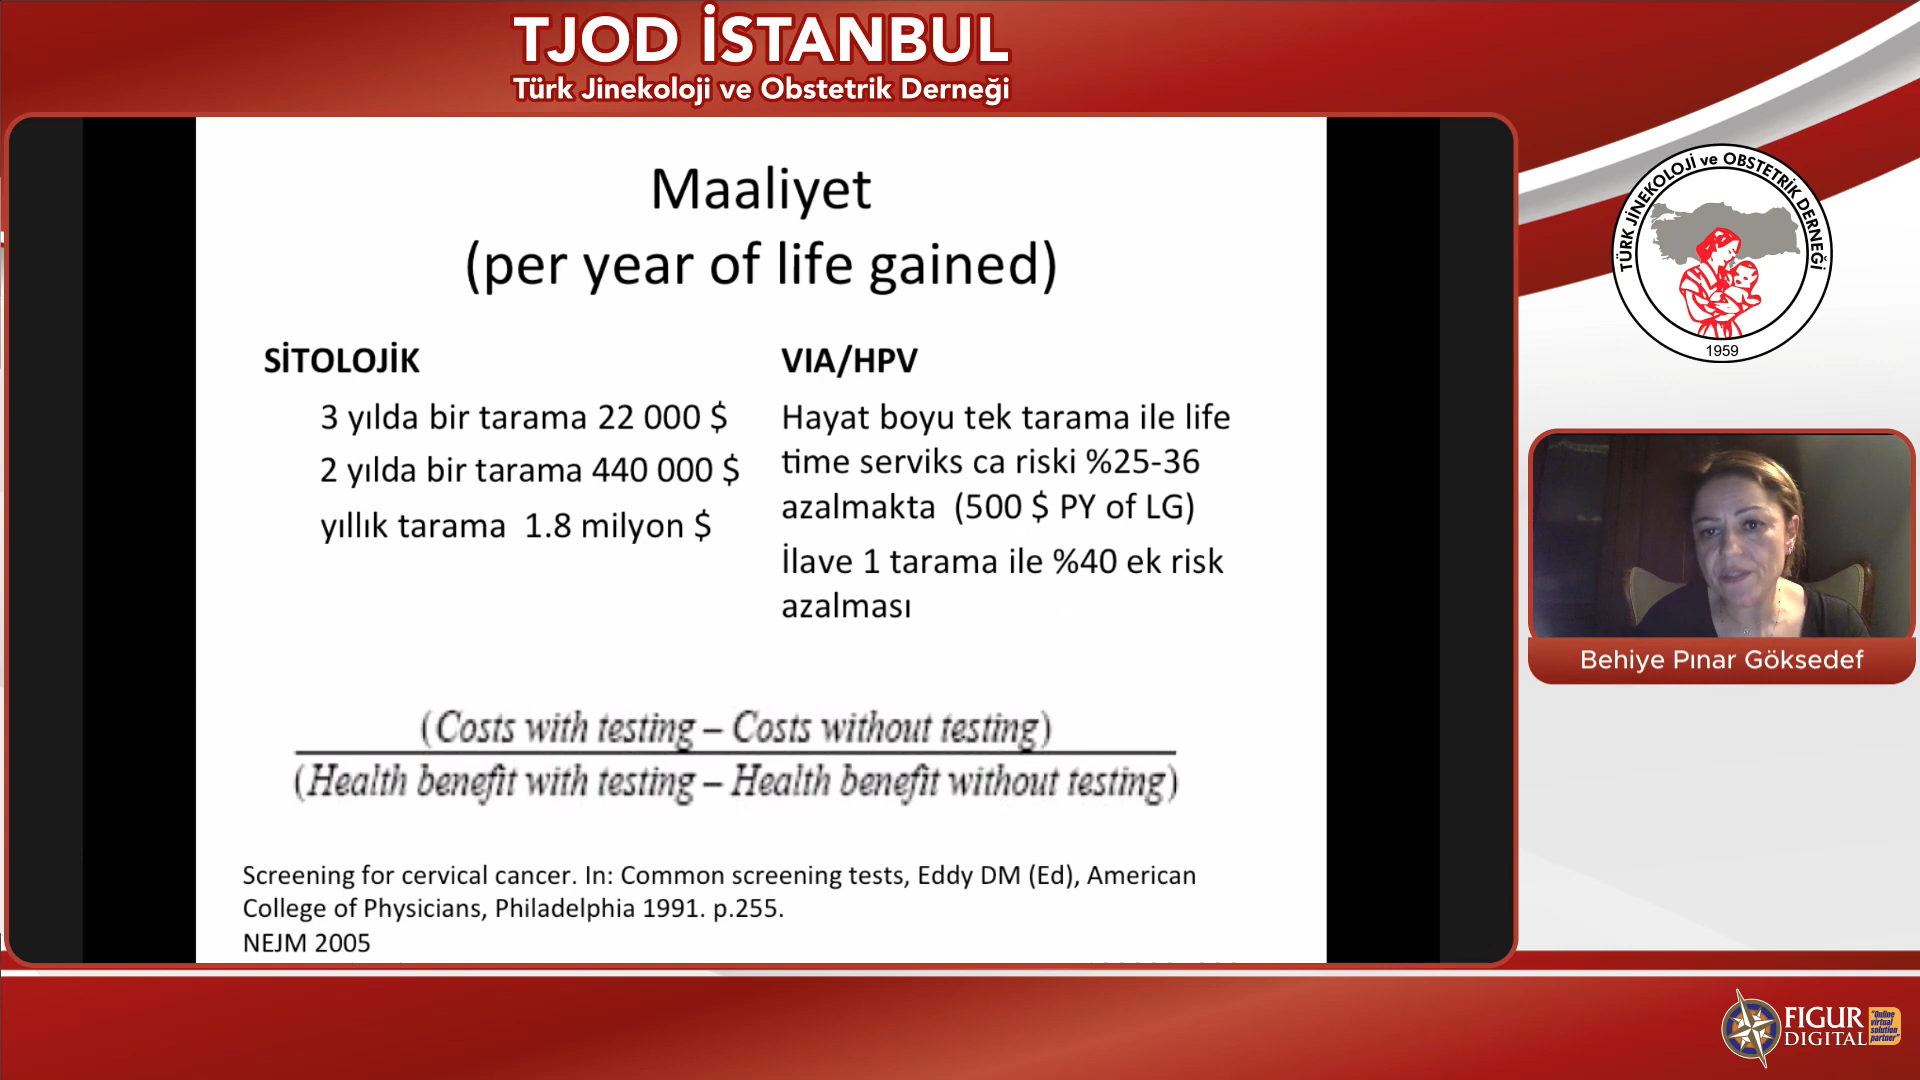 TJOD İSTANBUL
Türk Jinekoloji ve Obstetrik Derneği
Maaliyet
(per year of life gained)
SİTOLOJİK
3 yılda bir tarama 22 000 $
2 yılda bir tarama 440 000 $
yıllık tarama 1.8 milyon $
VIA/HPV
Hayat boyu tek tarama ile life
time serviks ca riski %25-36
azalmakta (500 $ PY of LG)
İlave 1 tarama ile %40 ek risk
azalması
(Costs with testing – Costs without testing)
(Health benefit with testing – Health benefit without testing)
Screening for cervical cancer. In: Common screening tests, Eddy DM (Ed), American
College of Physicians, Philadelphia 1991. p.255.
NEJM 2005
TÜRK JİNEKOLOJİ ve OBSTETRİK DERNEĞİ
1959
Behiye Pınar Göksedef
FIGUR
DIGITAL
"Online
virtual
solution
partner"